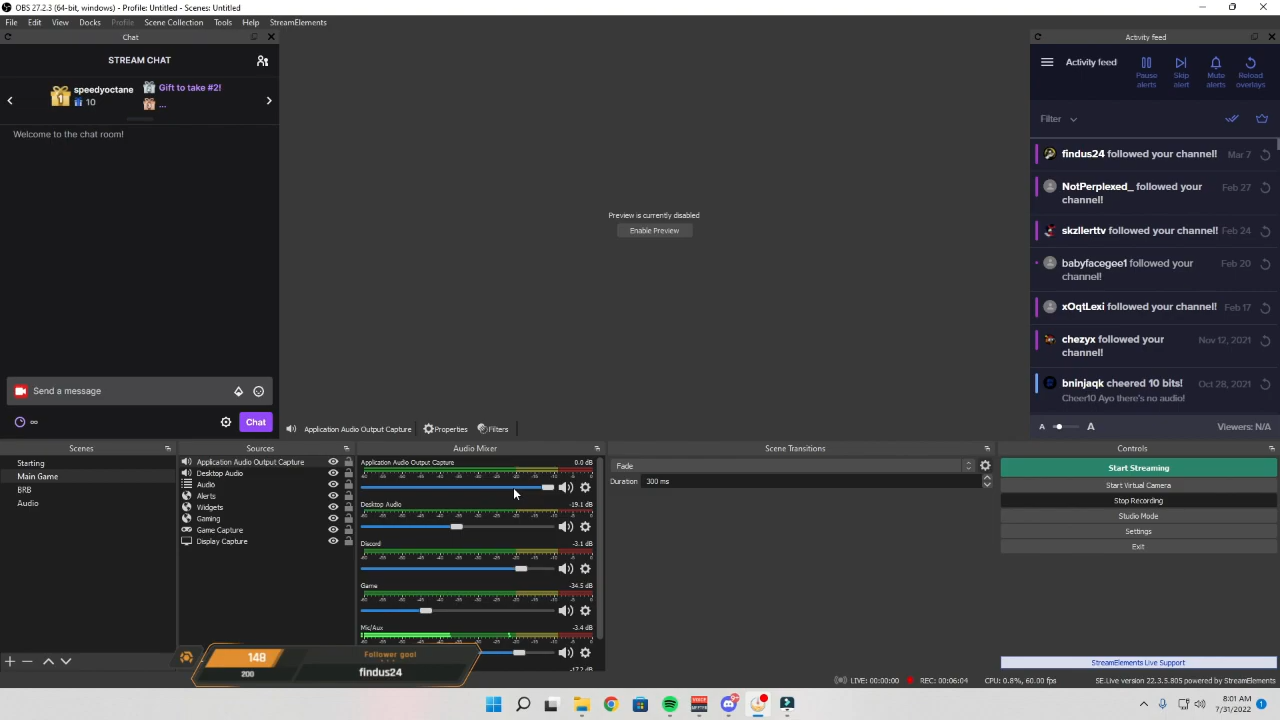 OBS 27.2.3 (64-bit, windows) - Profile: Untitled - Scenes: Untitled
File Edit View Docks Profile Scene Collection Tools Help StreamElements
Chat
STREAM CHAT
1 speedyoctane
10
Gift to take #2!
...
Welcome to the chat room!
Send a message
∞
Chat
Preview is currently disabled
Enable Preview
Application Audio Output Capture Properties Filters
Activity feed
Activity feed
Pause alerts
Skip alert
Mute alerts
Reload overlays
Filter
findus24 followed your channel! Mar 7
NotPerplexed_ followed your channel! Feb 27
skzllerttv followed your channel! Feb 24
babyfacegee1 followed your channel! Feb 20
xOqtLexi followed your channel! Feb 17
chezyx followed your channel! Nov 12, 2021
bninjaqk cheered 10 bits! Oct 28, 2021
Cheer10 Ayo there's no audio!
A A Viewers: N/A
Scenes
Starting
Main Game
BRB
Audio
Sources
Application Audio Output Capture
Desktop Audio
Audio
Alerts
Widgets
Gaming
Game Capture
Display Capture
Audio Mixer
Application Audio Output Capture 0.0 dB
Desktop Audio -19.1 dB
Discord -3.1 dB
Game -34.5 dB
Mic/Aux -3.4 dB
-17.2 dB
Scene Transitions
Fade
Duration 300 ms
Controls
Start Streaming
Start Virtual Camera
Stop Recording
Studio Mode
Settings
Exit
StreamElements Live Support
148
200
Follower goal
findus24
LIVE: 00:00:00 REC: 00:06:04 CPU: 0.8%, 60.00 fps SE.Live version 22.3.5.805 powered by StreamElements
8:01 AM
7/31/2022